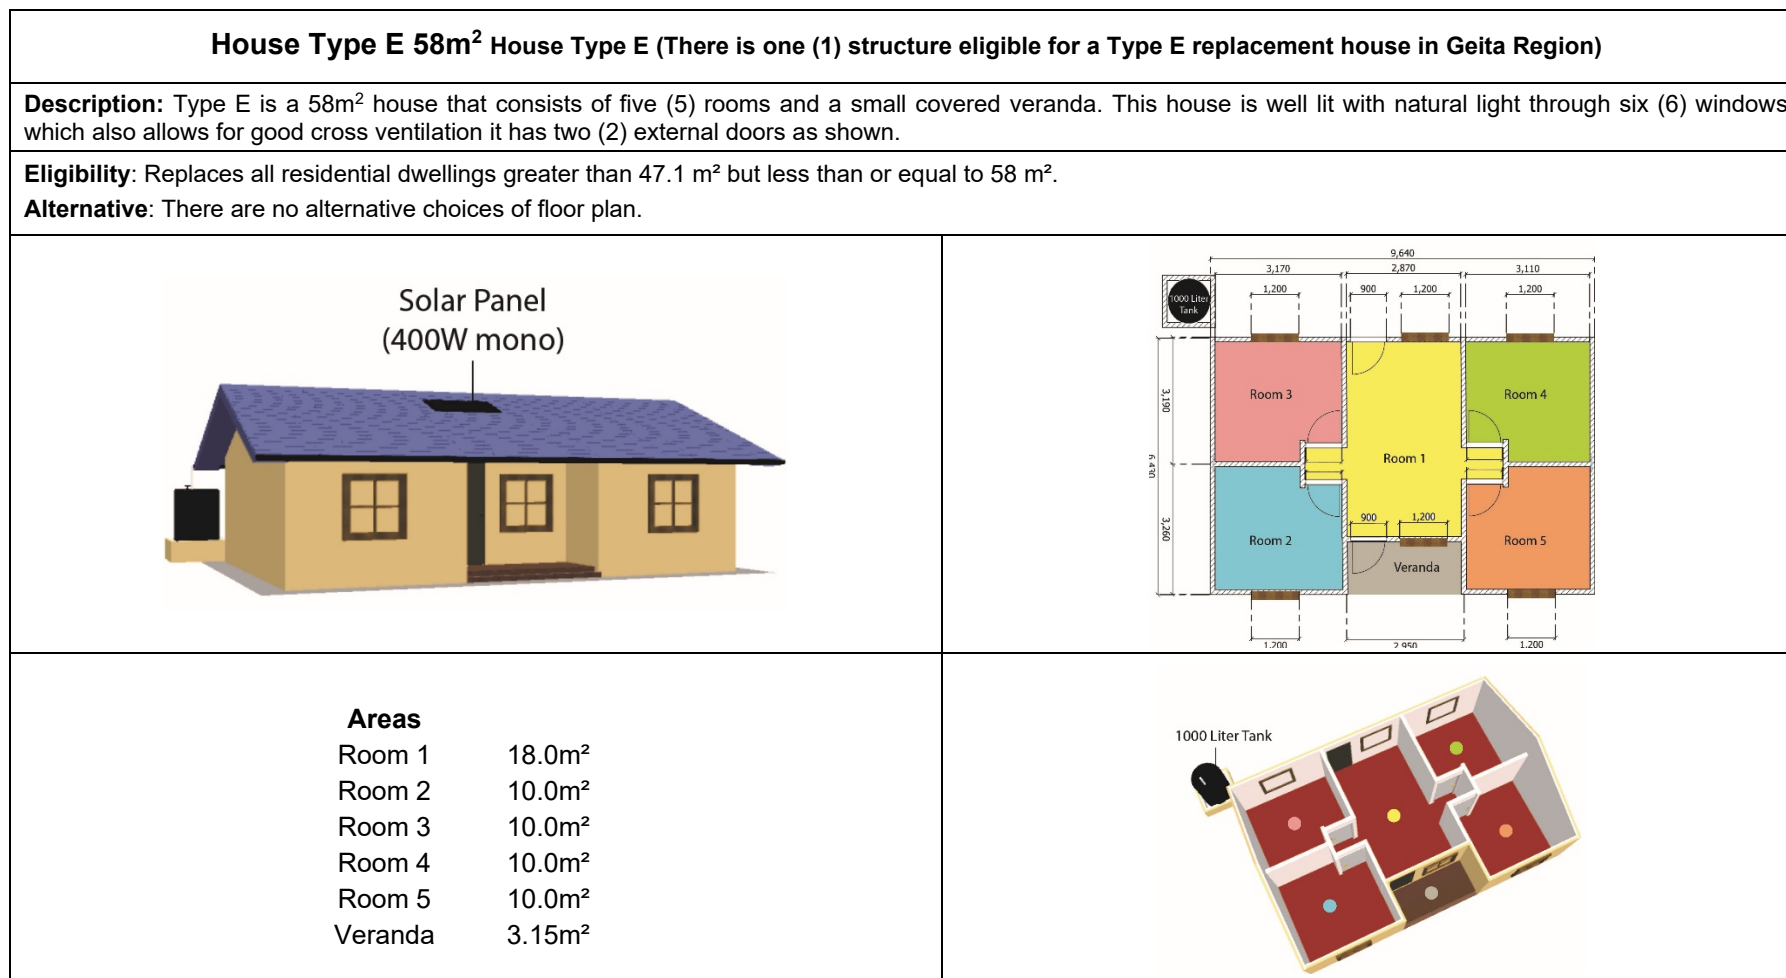 House Type E 58m² House Type E (There is one (1) structure eligible for a Type E replacement house in Geita Region)
Description: Type E is a 58m² house that consists of five (5) rooms and a small covered veranda. This house is well lit with natural light through six (6) windows
which also allows for good cross ventilation it has two (2) external doors as shown.
Eligibility: Replaces all residential dwellings greater than 47.1 m² but less than or equal to 58 m².
Alternative: There are no alternative choices of floor plan.
Solar Panel
(400W mono)
9,640
3,170 2,870 3,110
1,200 900 1,200 1,200
1000 Liter
Tank
3,190
6,430
3,260
Room 3
Room 4
Room 1
900 1,200
Room 2
Room 5
Veranda
1,200 2,950 1,200
Areas
Room 1 18.0m²
Room 2 10.0m²
Room 3 10.0m²
Room 4 10.0m²
Room 5 10.0m²
Veranda 3.15m²
1000 Liter Tank